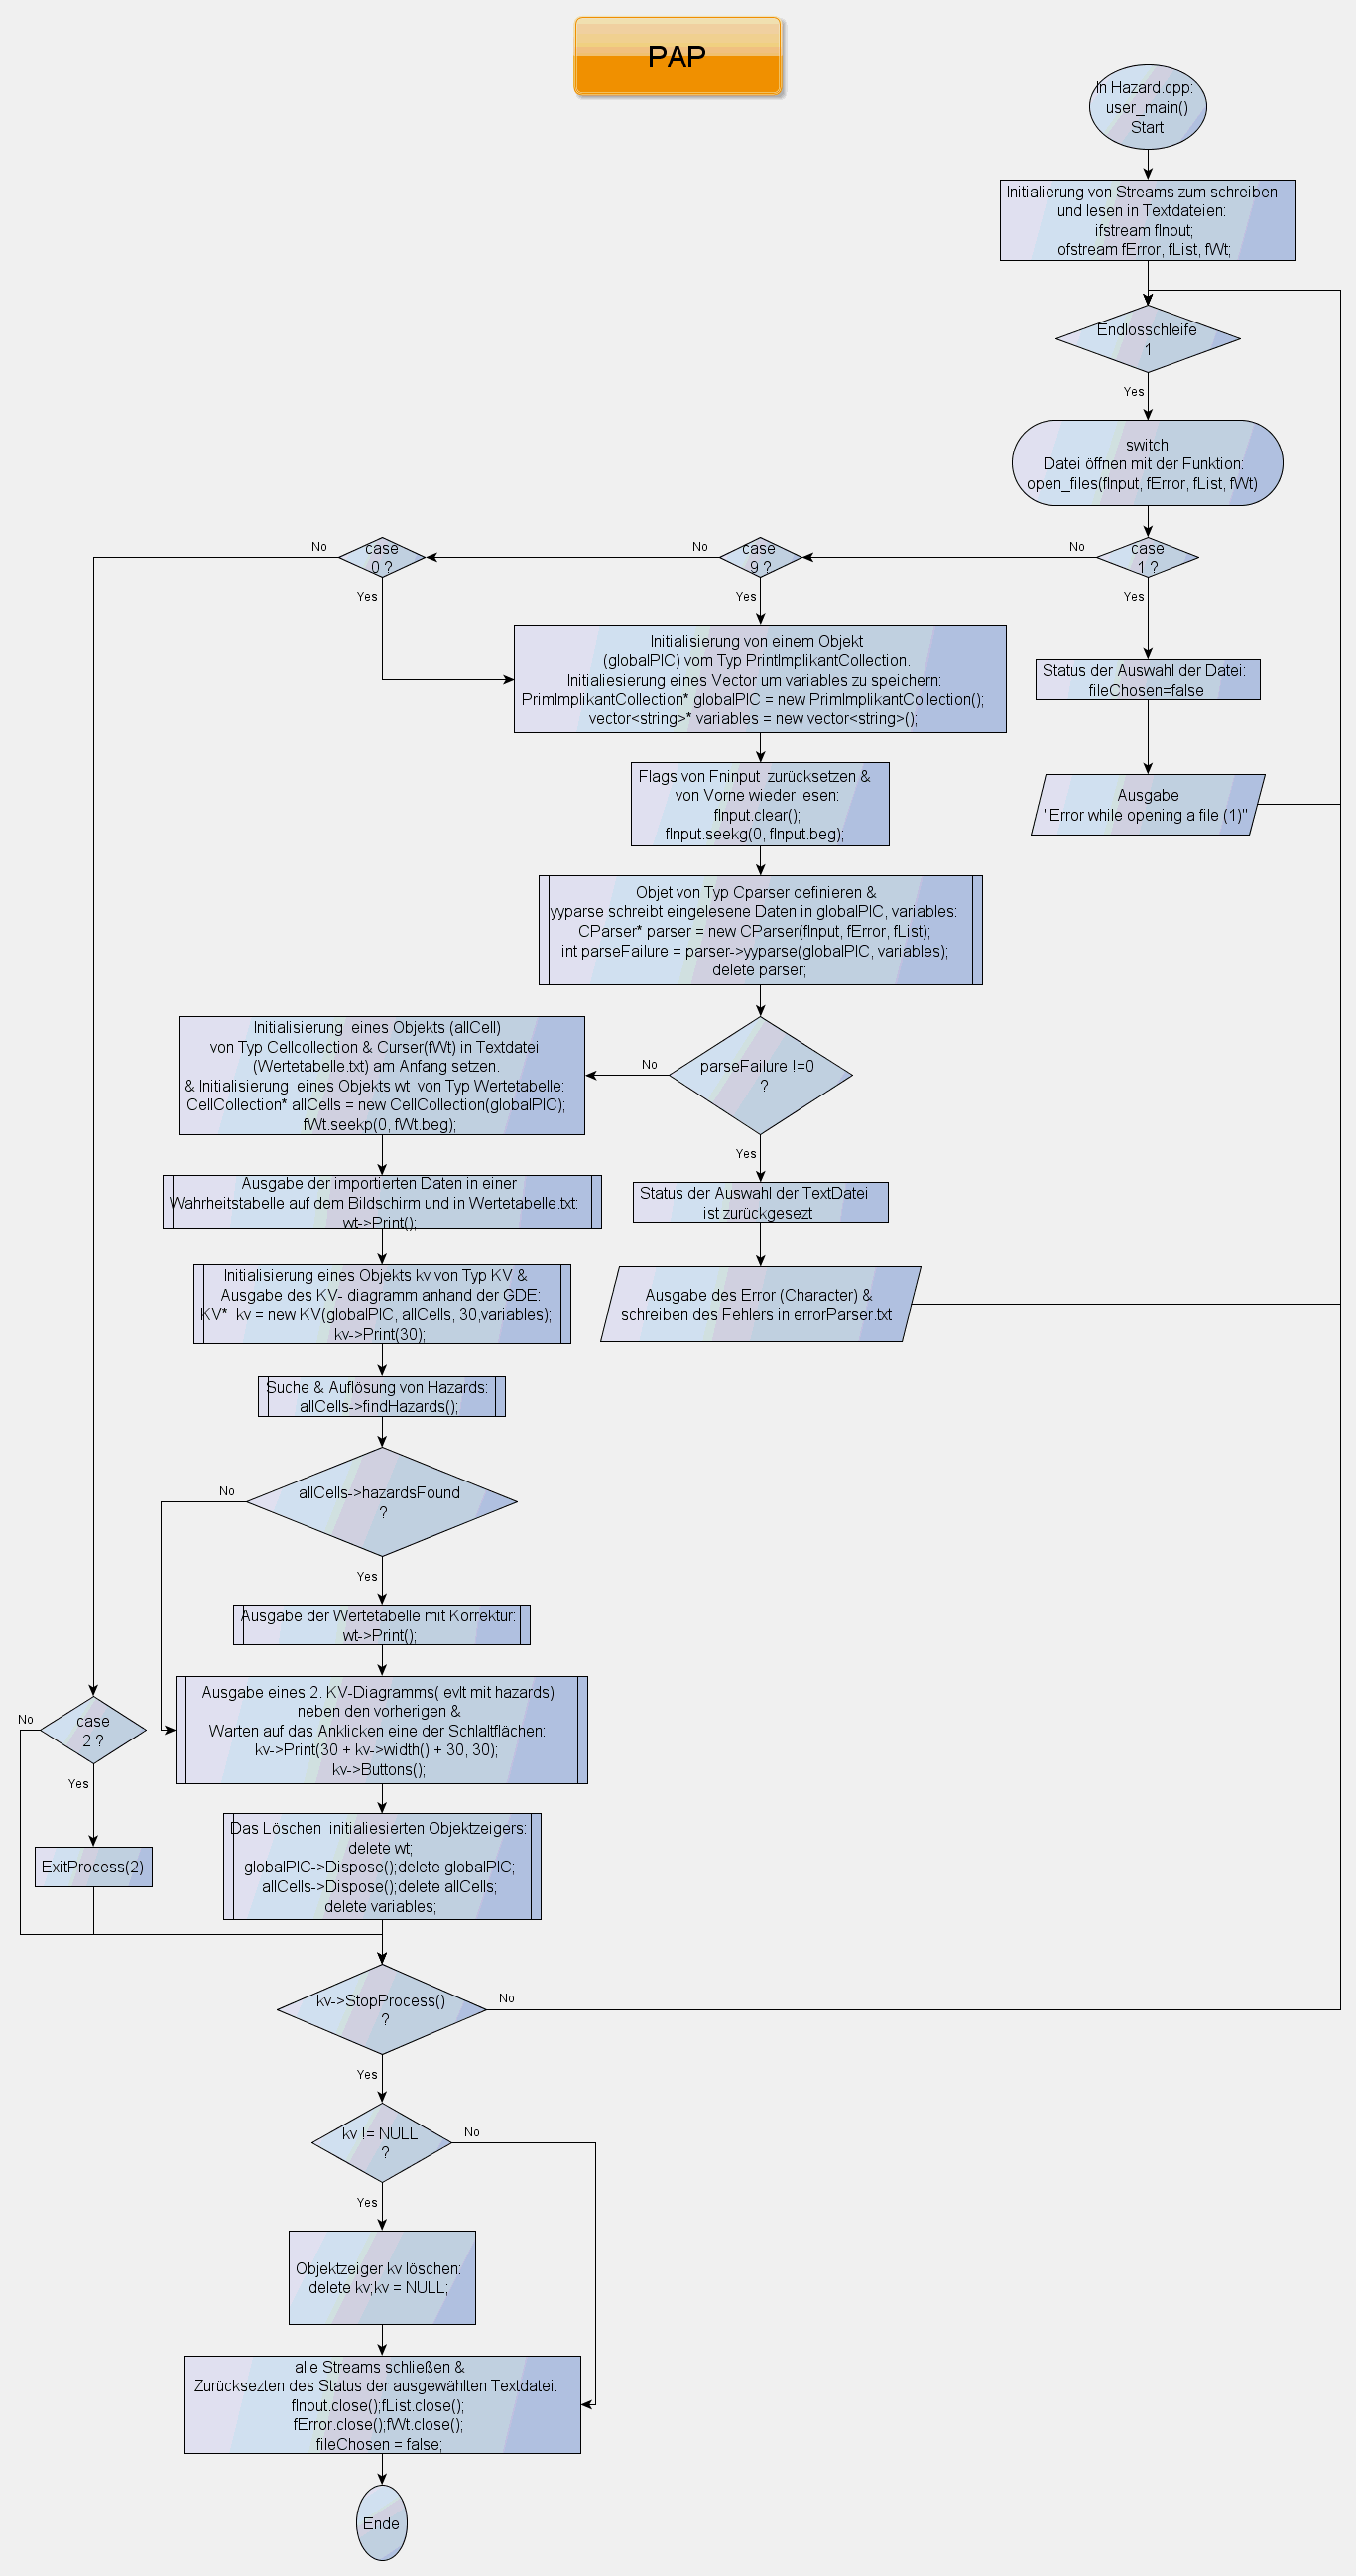 PAP
In Hazard.cpp:
user_main()
Start
Initialierung von Streams zum schreiben
und lesen in Textdateien:
ifstream fInput;
ofstream fError, fList, fWt;
Endlosschleife
1
Yes
switch
Datei öffnen mit der Funktion:
open_files(fInput, fError, fList, fWt)
case
1 ?
No
Yes
case
9 ?
No
Yes
case
0 ?
No
Yes
Status der Auswahl der Datei:
fileChosen=false
Ausgabe
"Error while opening a file (1)"
Initialisierung von einem Objekt
(globalPIC) vom Typ PrintImplikantCollection.
Initialiesierung eines Vector um variables zu speichern:
PrimImplikantCollection* globalPIC = new PrimImplikantCollection();
vector<string>* variables = new vector<string>();
Flags von Fninput  zurücksetzen &
von Vorne wieder lesen:
fInput.clear();
fInput.seekg(0, fInput.beg);
Objet von Typ Cparser definieren &
yyparse schreibt eingelesene Daten in globalPIC, variables:
CParser* parser = new CParser(fInput, fError, fList);
int parseFailure = parser->yyparse(globalPIC, variables);
delete parser;
parseFailure !=0
?
No
Yes
Status der Auswahl der TextDatei
ist zurückgesezt
Ausgabe des Error (Character) &
schreiben des Fehlers in errorParser.txt
Initialisierung  eines Objekts (allCell)
von Typ Cellcollection & Curser(fWt) in Textdatei
(Wertetabelle.txt) am Anfang setzen.
& Initialisierung  eines Objekts wt  von Typ Wertetabelle:
CellCollection* allCells = new CellCollection(globalPIC);
fWt.seekp(0, fWt.beg);
Ausgabe der importierten Daten in einer
Wahrheitstabelle auf dem Bildschirm und in Wertetabelle.txt:
wt->Print();
Initialisierung eines Objekts kv von Typ KV &
Ausgabe des KV- diagramm anhand der GDE:
KV*  kv = new KV(globalPIC, allCells, 30,variables);
kv->Print(30);
Suche & Auflösung von Hazards:
allCells->findHazards();
allCells->hazardsFound
?
No
Yes
Ausgabe der Wertetabelle mit Korrektur:
wt->Print();
Ausgabe eines 2. KV-Diagramms( evlt mit hazards)
neben den vorherigen &
Warten auf das Anklicken eine der Schlaltflächen:
kv->Print(30 + kv->width() + 30, 30);
kv->Buttons();
case
2 ?
No
Yes
ExitProcess(2)
Das Löschen  initialiesierten Objektzeigers:
delete wt;
globalPIC->Dispose();delete globalPIC;
allCells->Dispose();delete allCells;
delete variables;
kv->StopProcess()
?
No
Yes
kv != NULL
?
No
Yes
Objektzeiger kv löschen:
delete kv;kv = NULL;
alle Streams schließen &
Zurücksezten des Status der ausgewählten Textdatei:
fInput.close();fList.close();
fError.close();fWt.close();
fileChosen = false;
Ende